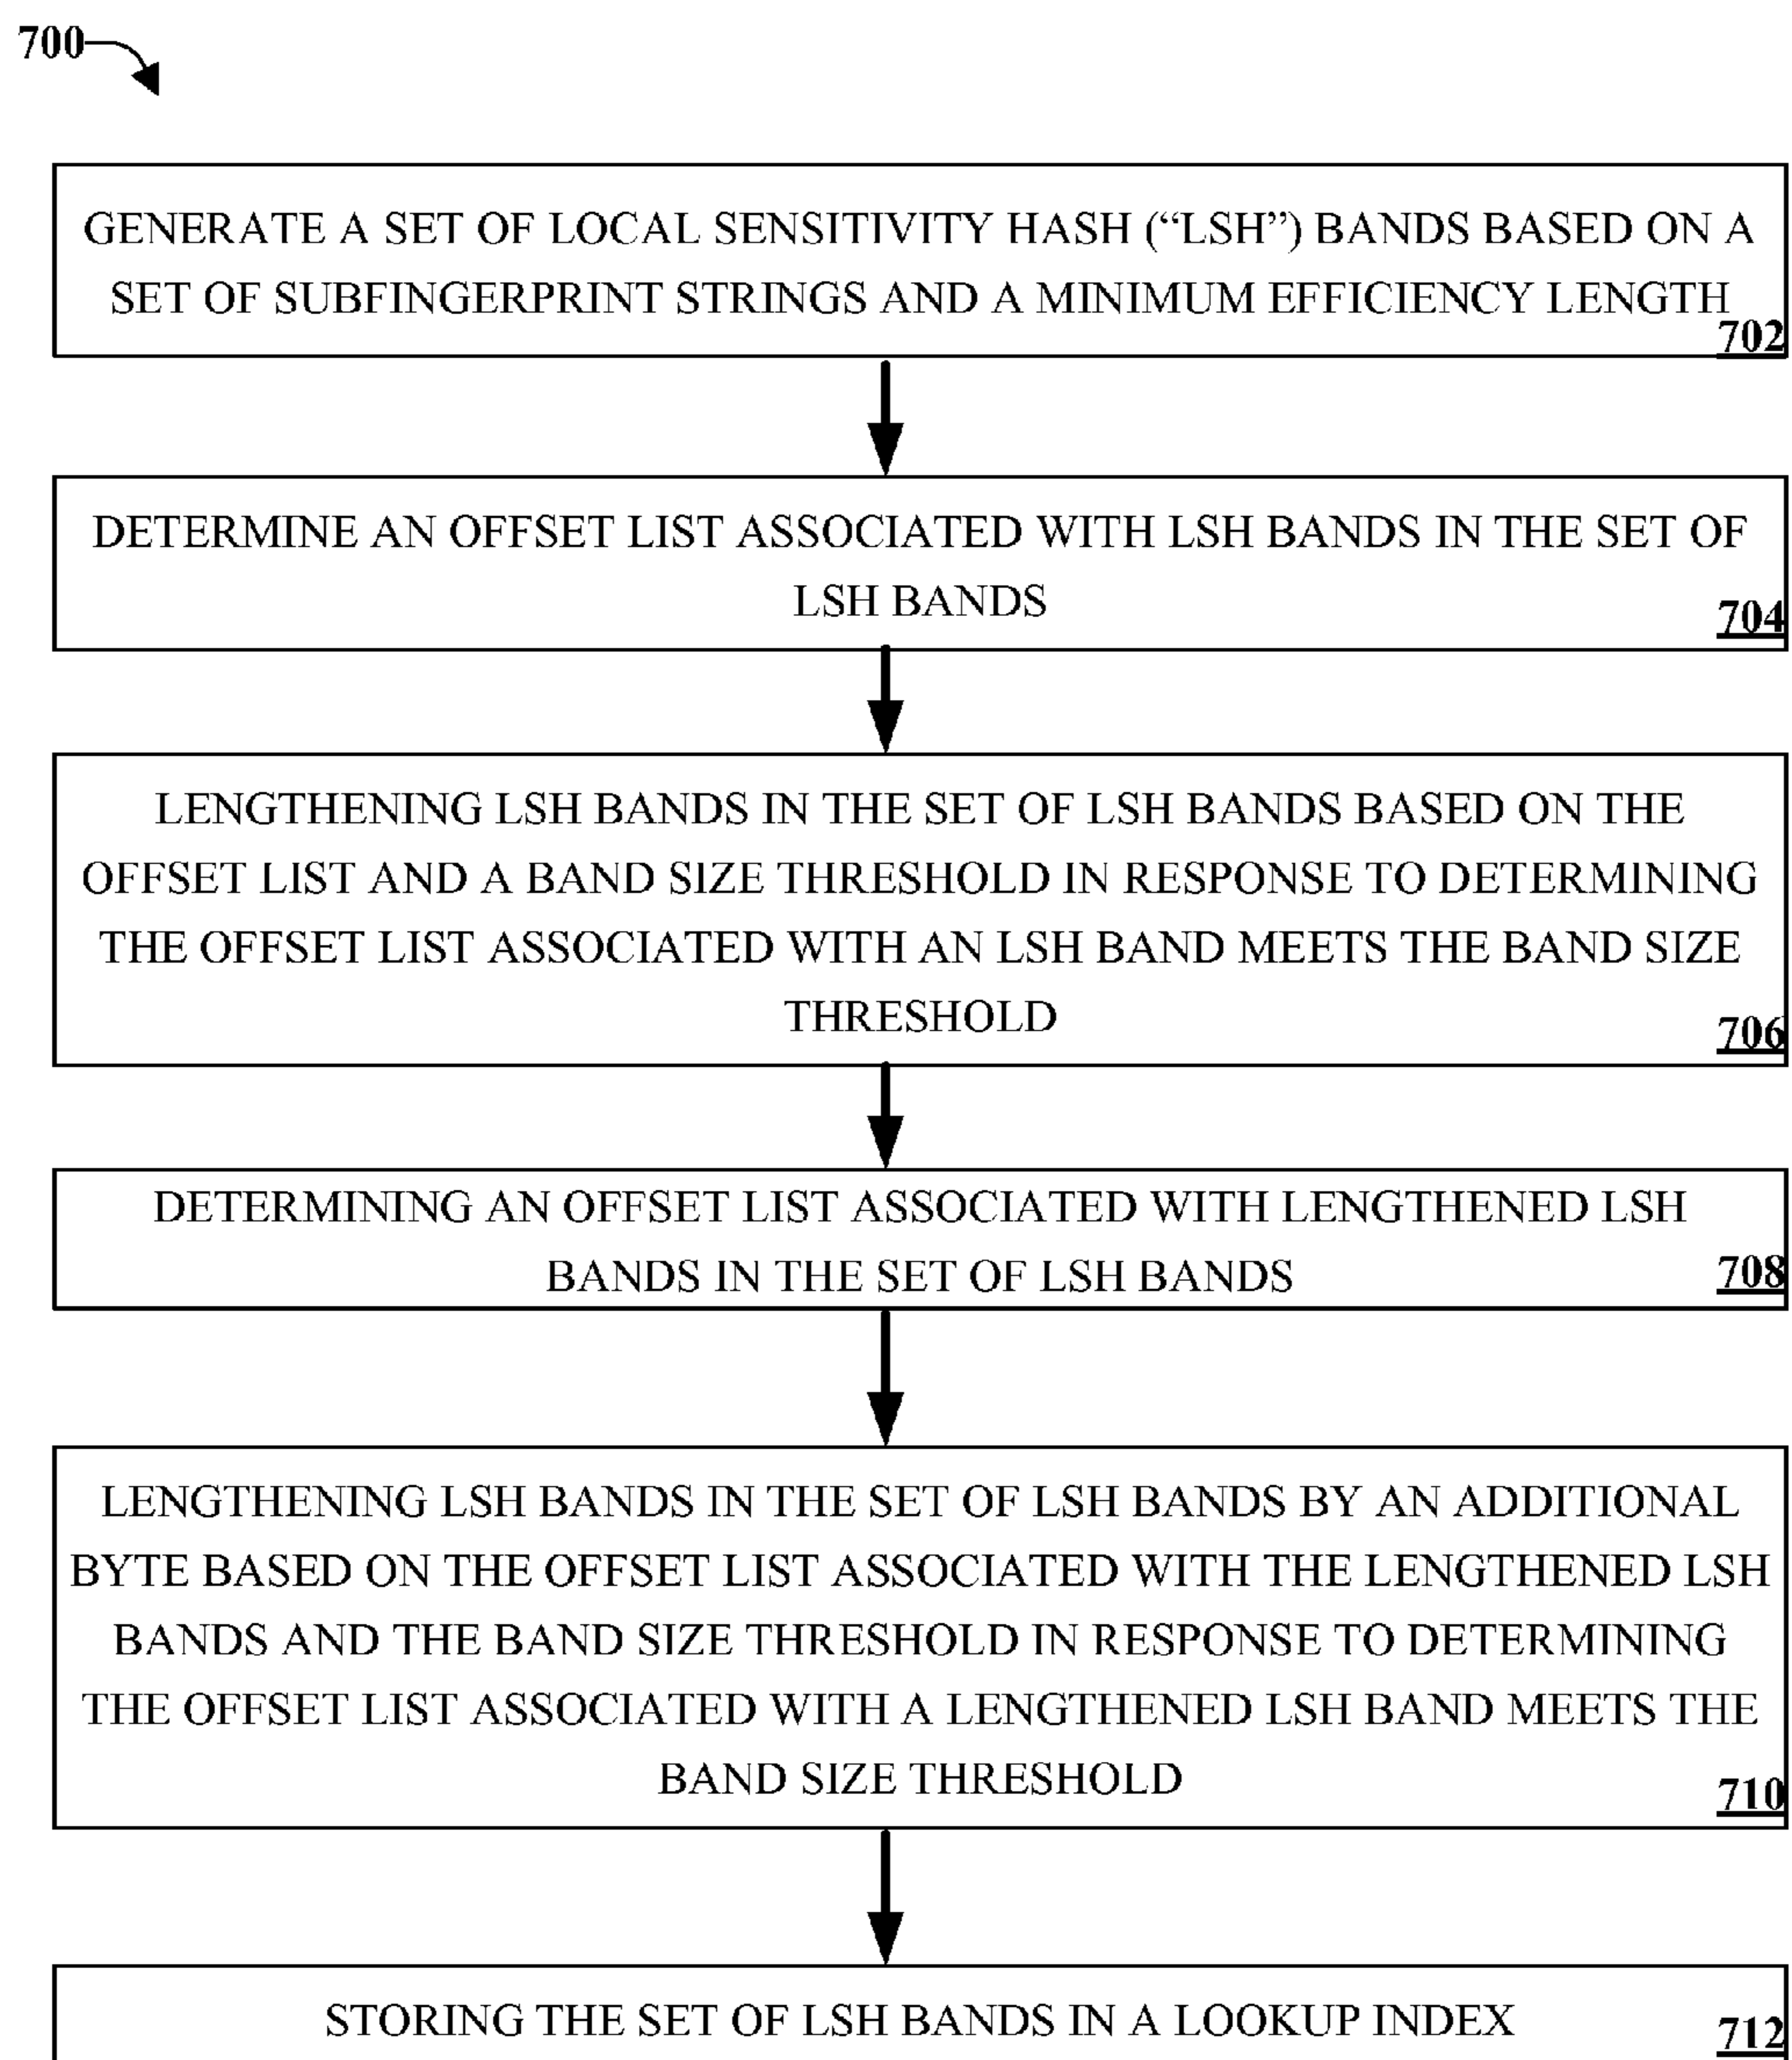 700
GENERATE A SET OF LOCAL SENSITIVITY HASH (“LSH”) BANDS BASED ON A
SET OF SUBFINGERPRINT STRINGS AND A MINIMUM EFFICIENCY LENGTH
702
DETERMINE AN OFFSET LIST ASSOCIATED WITH LSH BANDS IN THE SET OF
LSH BANDS
704
LENGTHENING LSH BANDS IN THE SET OF LSH BANDS BASED ON THE
OFFSET LIST AND A BAND SIZE THRESHOLD IN RESPONSE TO DETERMINING
THE OFFSET LIST ASSOCIATED WITH AN LSH BAND MEETS THE BAND SIZE
THRESHOLD
706
DETERMINING AN OFFSET LIST ASSOCIATED WITH LENGTHENED LSH
BANDS IN THE SET OF LSH BANDS
708
LENGTHENING LSH BANDS IN THE SET OF LSH BANDS BY AN ADDITIONAL
BYTE BASED ON THE OFFSET LIST ASSOCIATED WITH THE LENGTHENED LSH
BANDS AND THE BAND SIZE THRESHOLD IN RESPONSE TO DETERMINING
THE OFFSET LIST ASSOCIATED WITH A LENGTHENED LSH BAND MEETS THE
BAND SIZE THRESHOLD
710
STORING THE SET OF LSH BANDS IN A LOOKUP INDEX
712